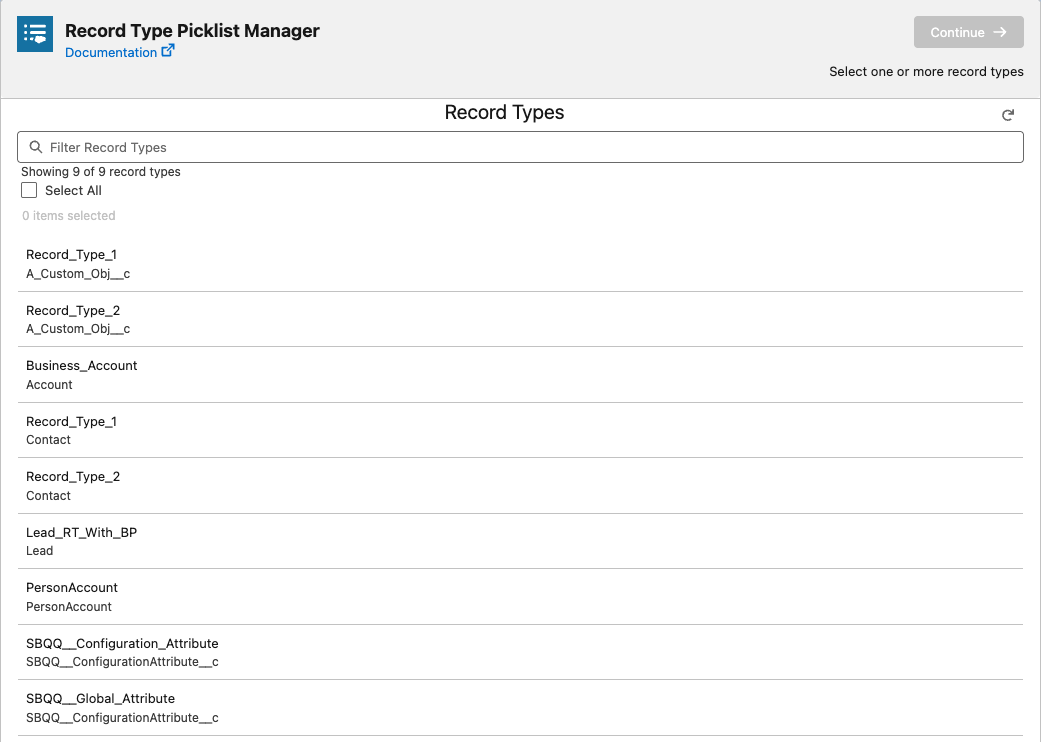 Record Type Picklist Manager
Documentation
Continue
Select one or more record types
Record Types
Filter Record Types
Showing 9 of 9 record types
Select All
0 items selected
Record_Type_1
A_Custom_Obj__c
Record_Type_2
A_Custom_Obj__c
Business_Account
Account
Record_Type_1
Contact
Record_Type_2
Contact
Lead_RT_With_BP
Lead
PersonAccount
PersonAccount
SBQQ__Configuration_Attribute
SBQQ__ConfigurationAttribute__c
SBQQ__Global_Attribute
SBQQ__ConfigurationAttribute__c